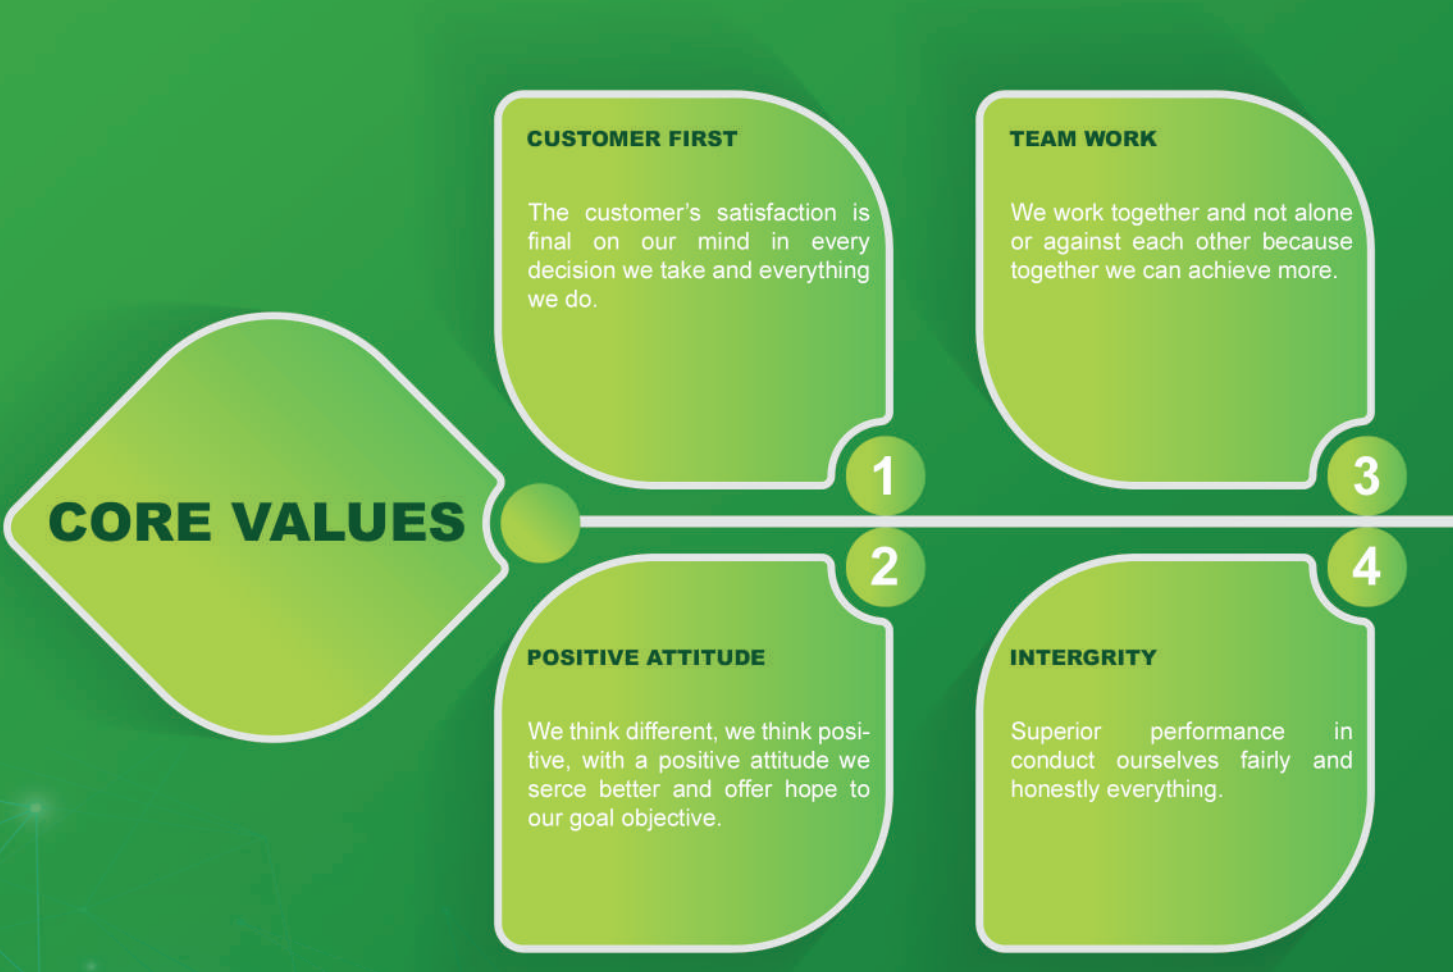 CORE VALUES
CUSTOMER FIRST
The customer's satisfaction is
final on our mind in every
decision we take and everything
we do.
1
POSITIVE ATTITUDE
We think different, we think posi-
tive, with a positive attitude we
serce better and offer hope to
our goal objective.
2
TEAM WORK
We work together and not alone
or against each other because
together we can achieve more.
3
INTERGRITY
Superior performance in
conduct ourselves fairly and
honestly everything.
4